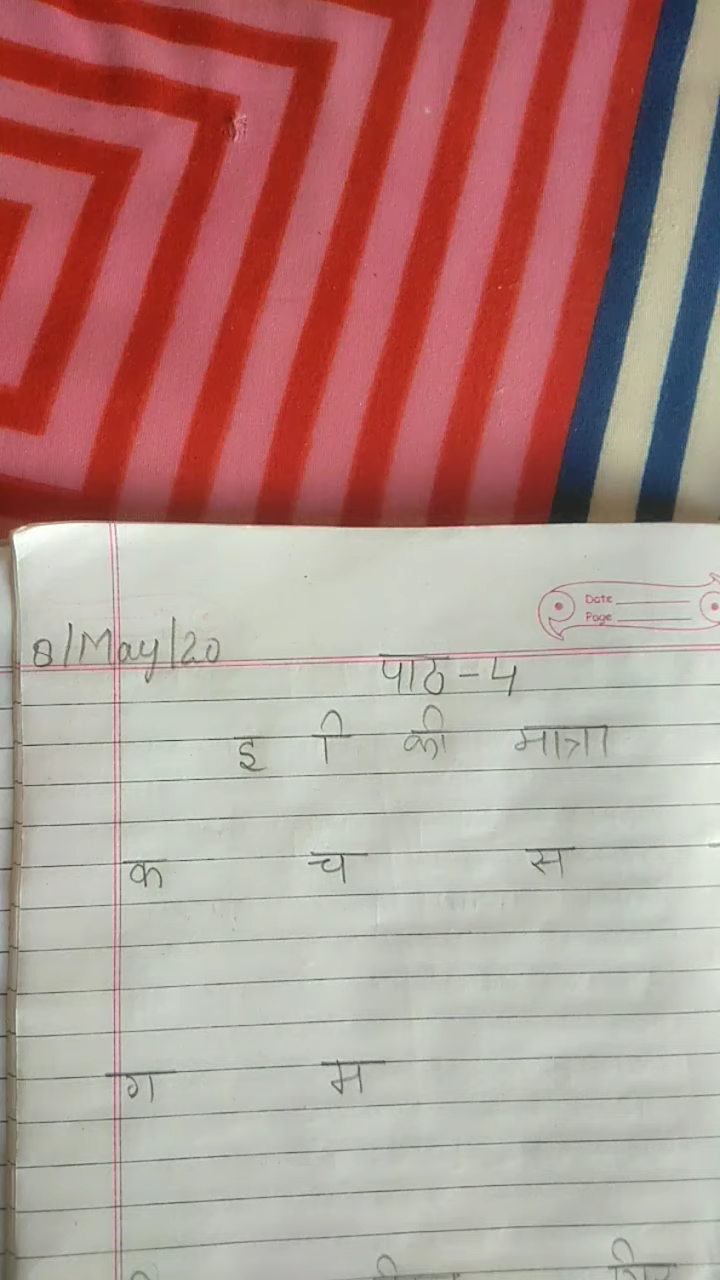 Date
Page
8/May/20
पाठ-4
इ ि की मात्रा
क च स
ग म